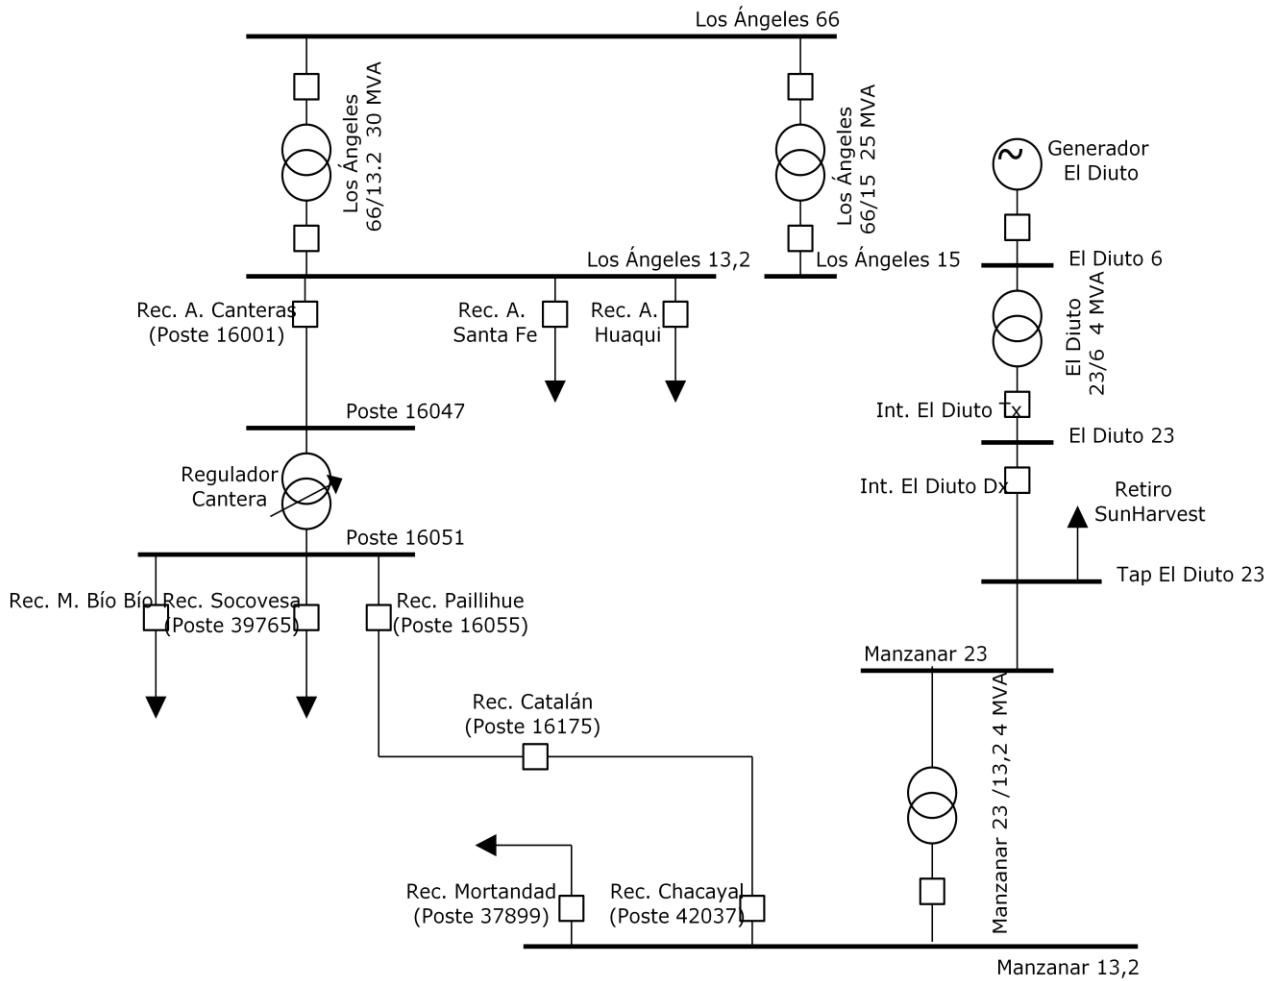 Los Ángeles 66
Los Ángeles
66/13.2  30 MVA
Los Ángeles
66/15  25 MVA
Generador
El Diuto
Los Ángeles 13,2
Los Ángeles 15
El Diuto 6
Rec. A. Canteras
(Poste 16001)
Rec. A.
Santa Fe
Rec. A.
Huaqui
El Diuto
23/6  4 MVA
Poste 16047
Int. El Diuto Tx
El Diuto 23
Regulador
Cantera
Int. El Diuto Dx
Retiro
SunHarvest
Poste 16051
Tap El Diuto 23
Rec. M. Bío Bío
Rec. Socovesa
(Poste 39765)
Rec. Paillihue
(Poste 16055)
Manzanar 23
Rec. Catalán
(Poste 16175)
Manzanar 23 /13,2 4 MVA
Rec. Mortandad
(Poste 37899)
Rec. Chacayal
(Poste 42037)
Manzanar 13,2